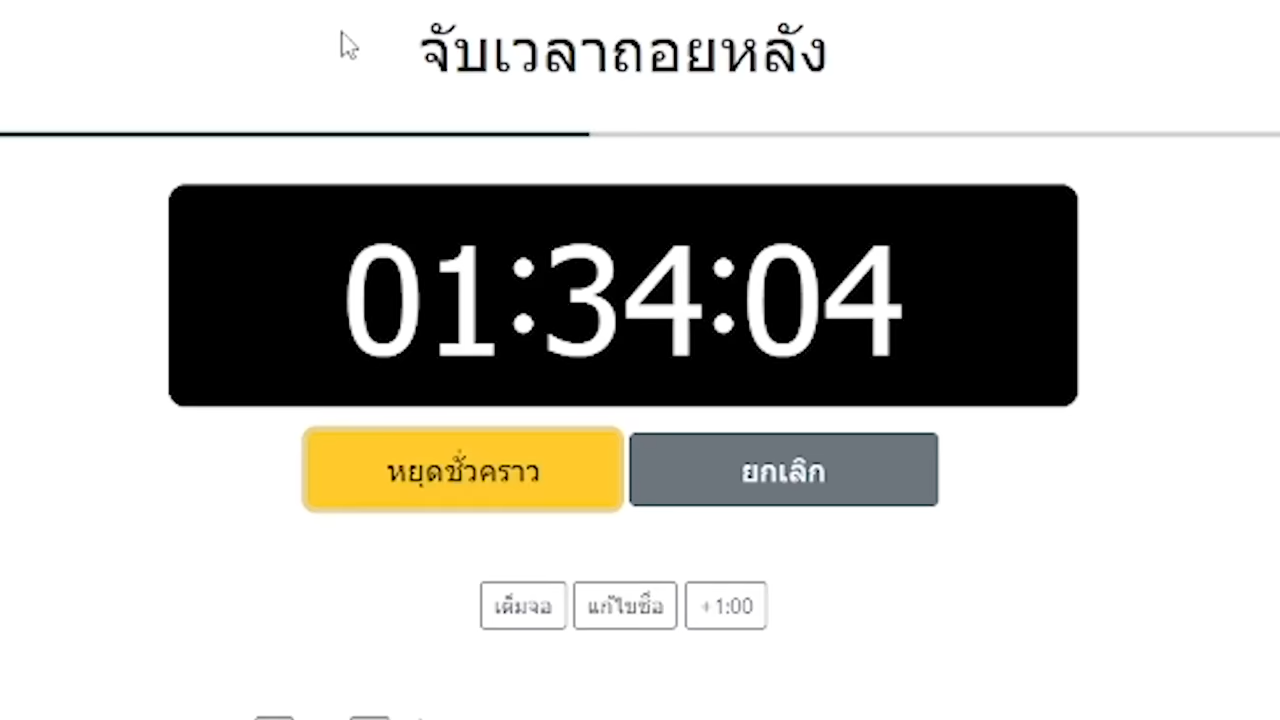 จับเวลาถอยหลัง
01:34:04
หยุดชั่วคราว ยกเลิก
เต็มจอ แก้ไขชื่อ +1:00